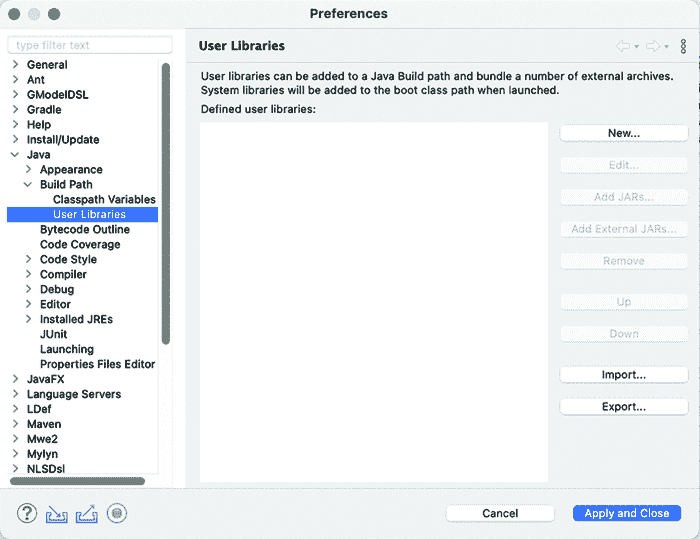 Preferences
type filter text
General
Ant
GModelDSL
Gradle
Help
Install/Update
Java
Appearance
Build Path
Classpath Variables
User Libraries
Bytecode Outline
Code Coverage
Code Style
Compiler
Debug
Editor
Installed JREs
JUnit
Launching
Properties Files Editor
JavaFX
Language Servers
LDef
Maven
Mwe2
Mylyn
NLSDsl
User Libraries
User libraries can be added to a Java Build path and bundle a number of external archives.
System libraries will be added to the boot class path when launched.
Defined user libraries:
New...
Edit...
Add JARs...
Add External JARs...
Remove
Up
Down
Import...
Export...
?
Cancel
Apply and Close